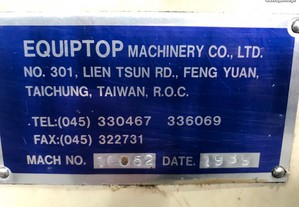 EQUIPTOP MACHINERY CO., LTD.
NO. 301, LIEN TSUN RD., FENG YUAN,
TAICHUNG, TAIWAN, R.O.C.
.TEL:(045) 330467 336069
FAX:(045) 322731
MACH NO. DATE.